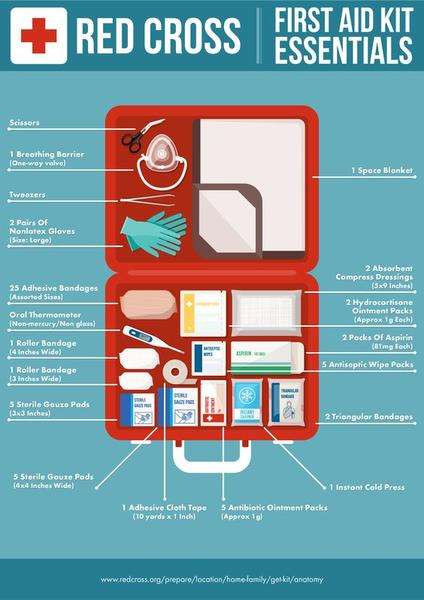 RED CROSS
FIRST AID KIT
ESSENTIALS
Scissors
1 Breathing Barrier
(One-way valve)
Tweezers
2 Pairs Of
Nonlatex Gloves
(Size: Large)
25 Adhesive Bandages
(Assorted Sizes)
Oral Thermometer
(Non-mercury/Non glass)
1 Roller Bandage
(4 Inches Wide)
1 Roller Bandage
(3 Inches Wide)
5 Sterile Gauze Pads
(3x3 Inches)
5 Sterile Gauze Pads
(4x4 Inches Wide)
1 Space Blanket
2 Absorbent
Compress Dressings
(5x9 Inches)
2 Hydrocortisone
Ointment Packs
(Approx 1g Each)
2 Packs Of Aspirin
(81mg Each)
5 Antiseptic Wipe Packs
2 Triangular Bandages
1 Instant Cold Press
1 Adhesive Cloth Tape
(10 yards x 1 Inch)
5 Antibiotic Ointment Packs
(Approx 1g)
ANTISEPTIC
WIPES
ASPIRIN
STERILE
GAUZE PADS
STERILE
GAUZE PADS
INSTANT
COLD PACK
TRIANGULAR
BANDAGE
www.redcross.org/prepare/location/home-family/get-kit/anatomy